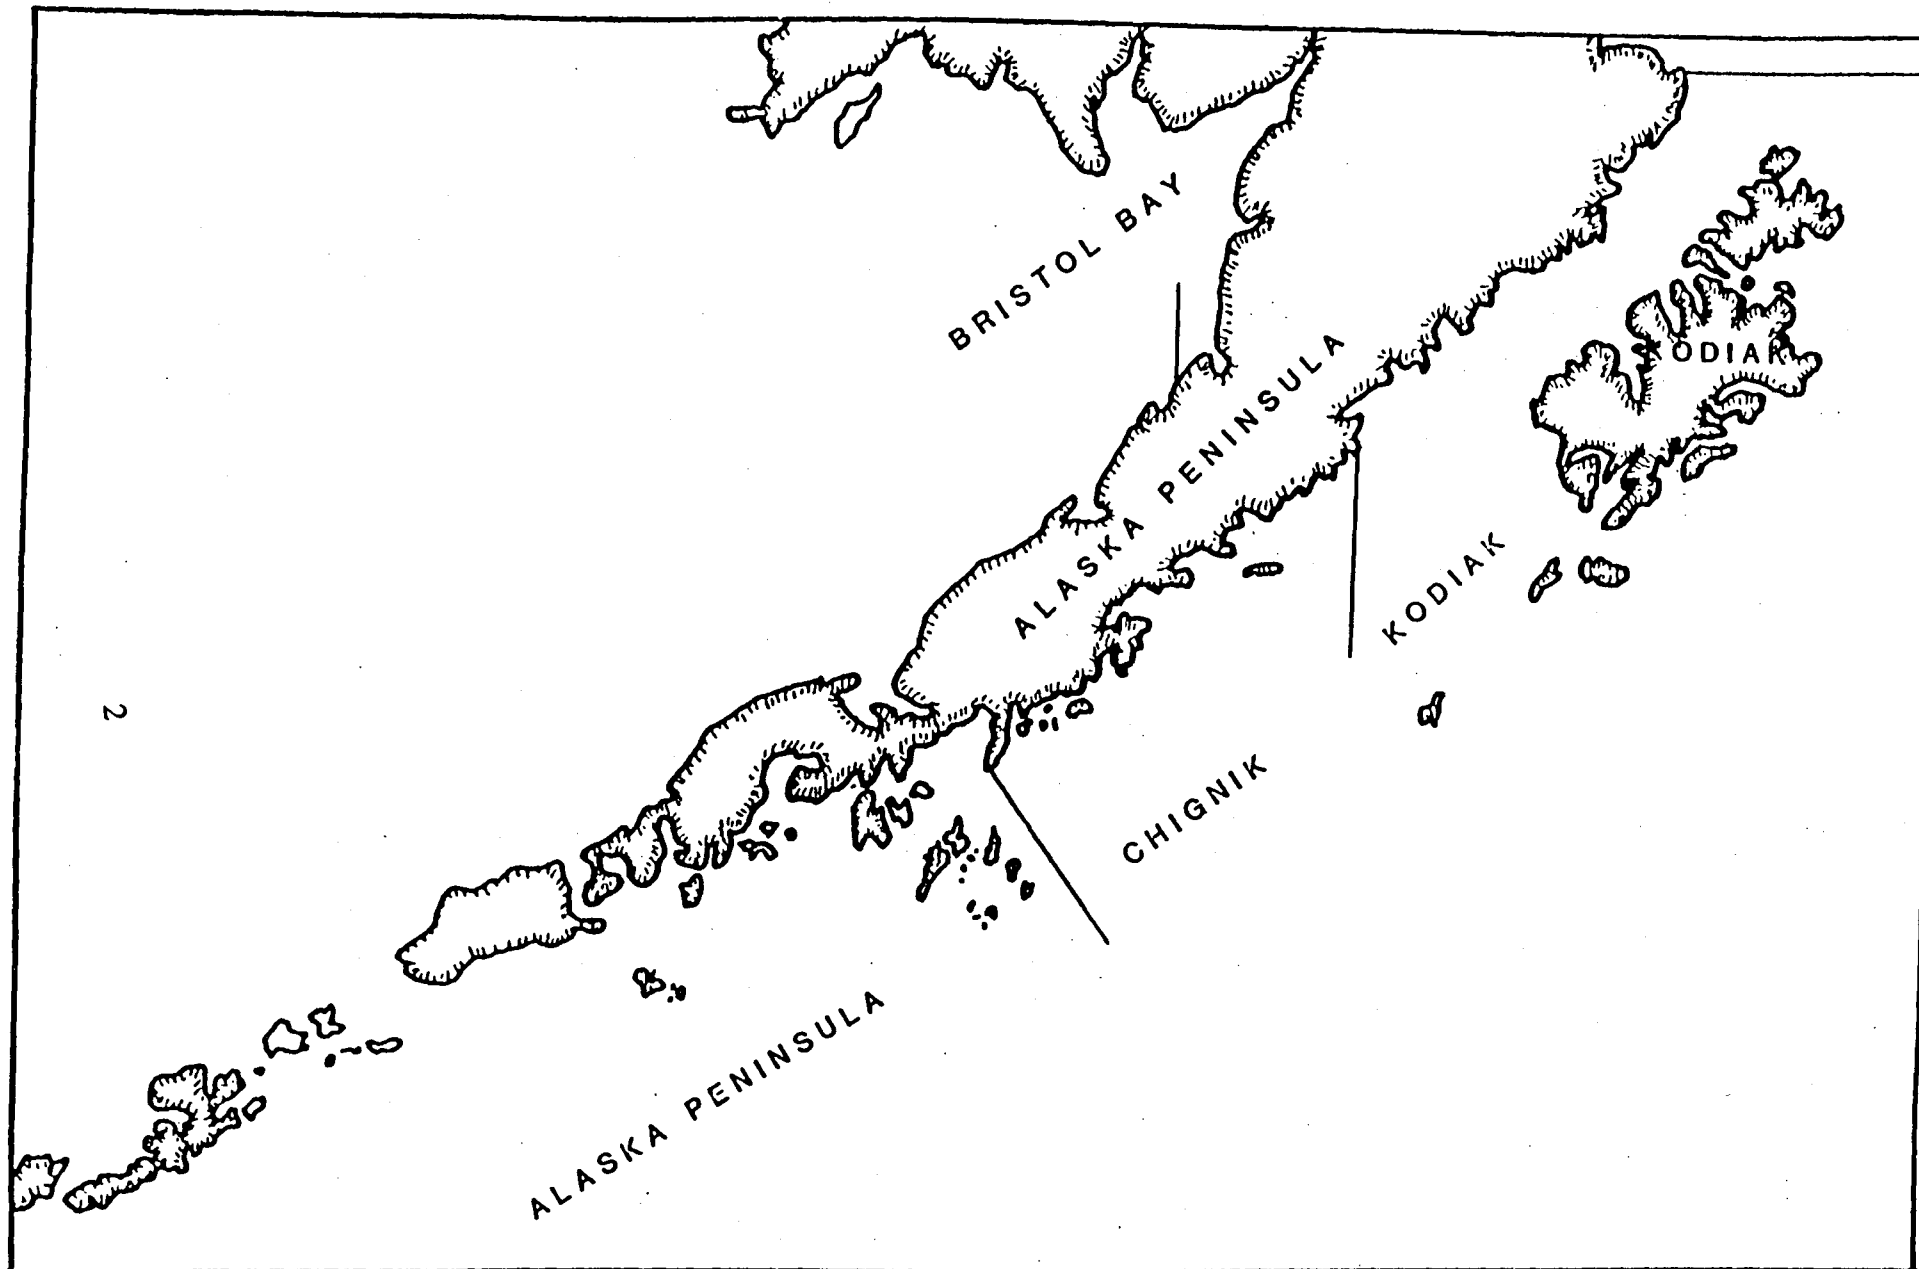 BRISTOL BAY
KODIAK
ALASKA PENINSULA
KODIAK
CHIGNIK
ALASKA PENINSULA
2